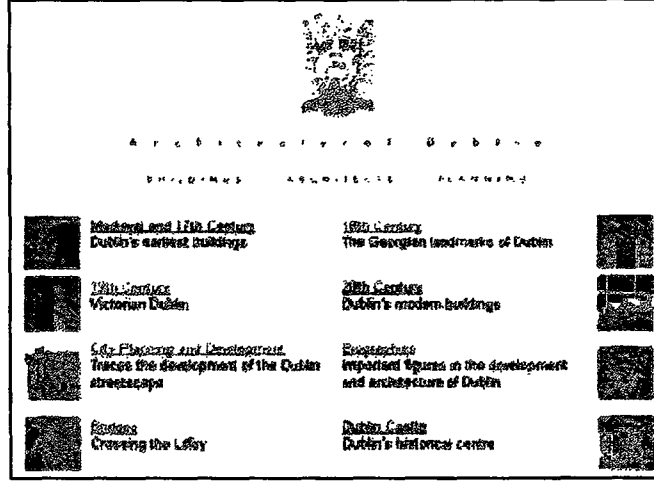 Architecture of Dublin
BUILDINGS ARCHITECTS PLANNING
Medieval and 17th Century
Dublin's earliest buildings
18th Century
The Georgian landmarks of Dublin
19th Century
Victorian Dublin
20th Century
Dublin's modern buildings
City Planning and Development
Traces the development of the Dublin
streetscape
Biographies
Important figures in the development
and architecture of Dublin
Bridges
Crossing the Liffey
Dublin Castle
Dublin's historical centre